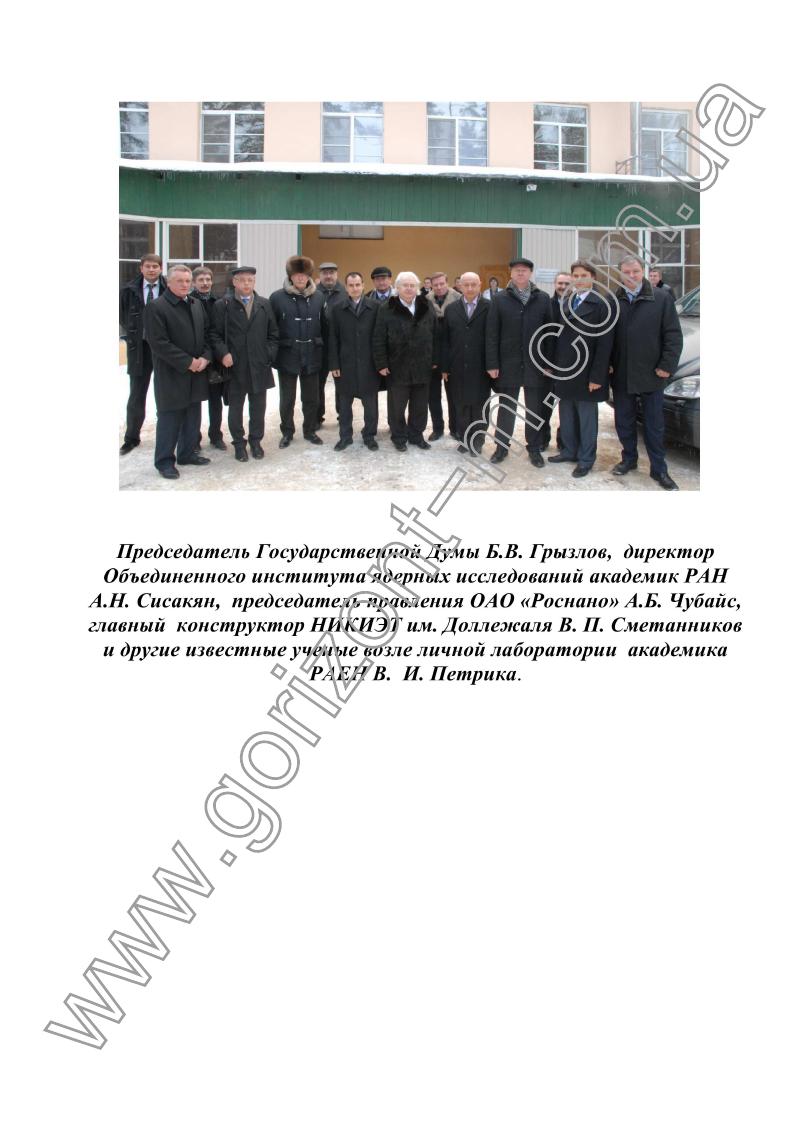 Председатель Государственной Думы Б.В. Грызлов, директор
Объединенного института ядерных исследований академик РАН
А.Н. Сисакян, председатель правления ОАО «Роснано» А.Б. Чубайс,
главный конструктор НИКИЭТ им. Доллежаля В. П. Сметанников
и другие известные ученые возле личной лаборатории академика
РАЕН В. И. Петрика.
www.gorizont-m.com.ua